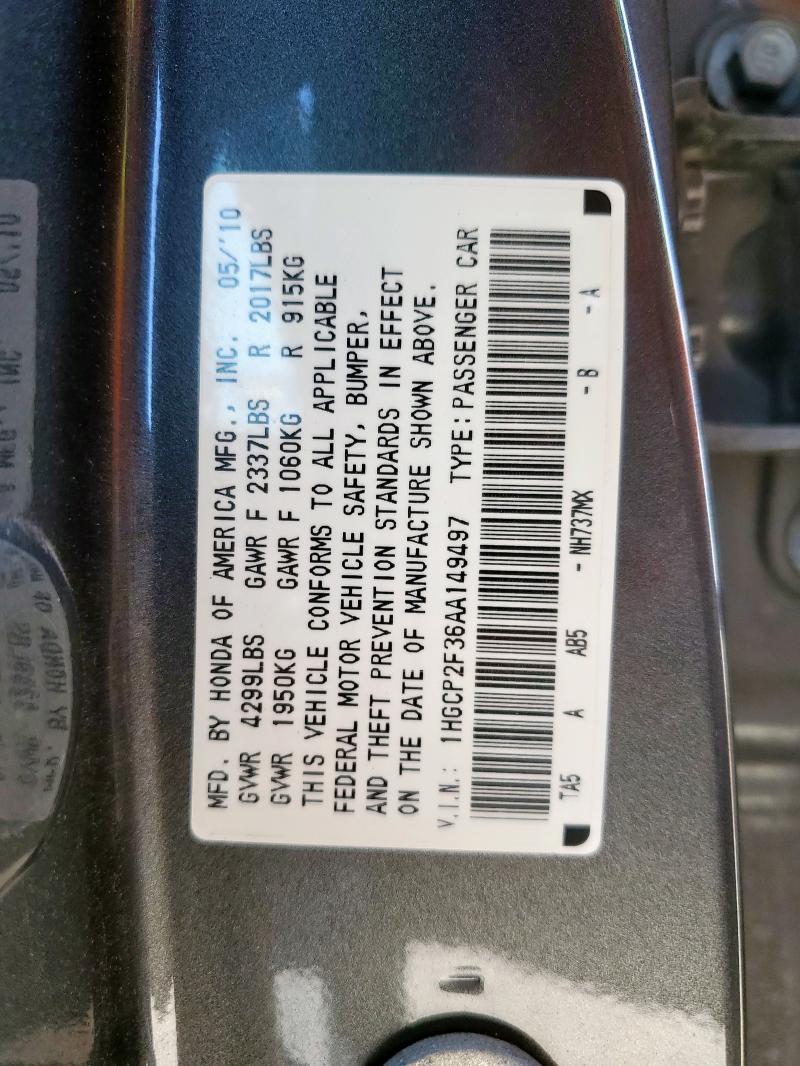 MFD. BY HONDA OF AMERICA MFG., INC. 05/'10
GVWR 4299LBS GAWR F 2337LBS R 2017LBS
GVWR 1950KG GAWR F 1060KG R 915KG
THIS VEHICLE CONFORMS TO ALL APPLICABLE
FEDERAL MOTOR VEHICLE SAFETY, BUMPER,
AND THEFT PREVENTION STANDARDS IN EFFECT
ON THE DATE OF MANUFACTURE SHOWN ABOVE.
V.I.N.: 1HGCP2F36AA149497 TYPE: PASSENGER CAR
TA5 A AB5 - NH737MX - B - A